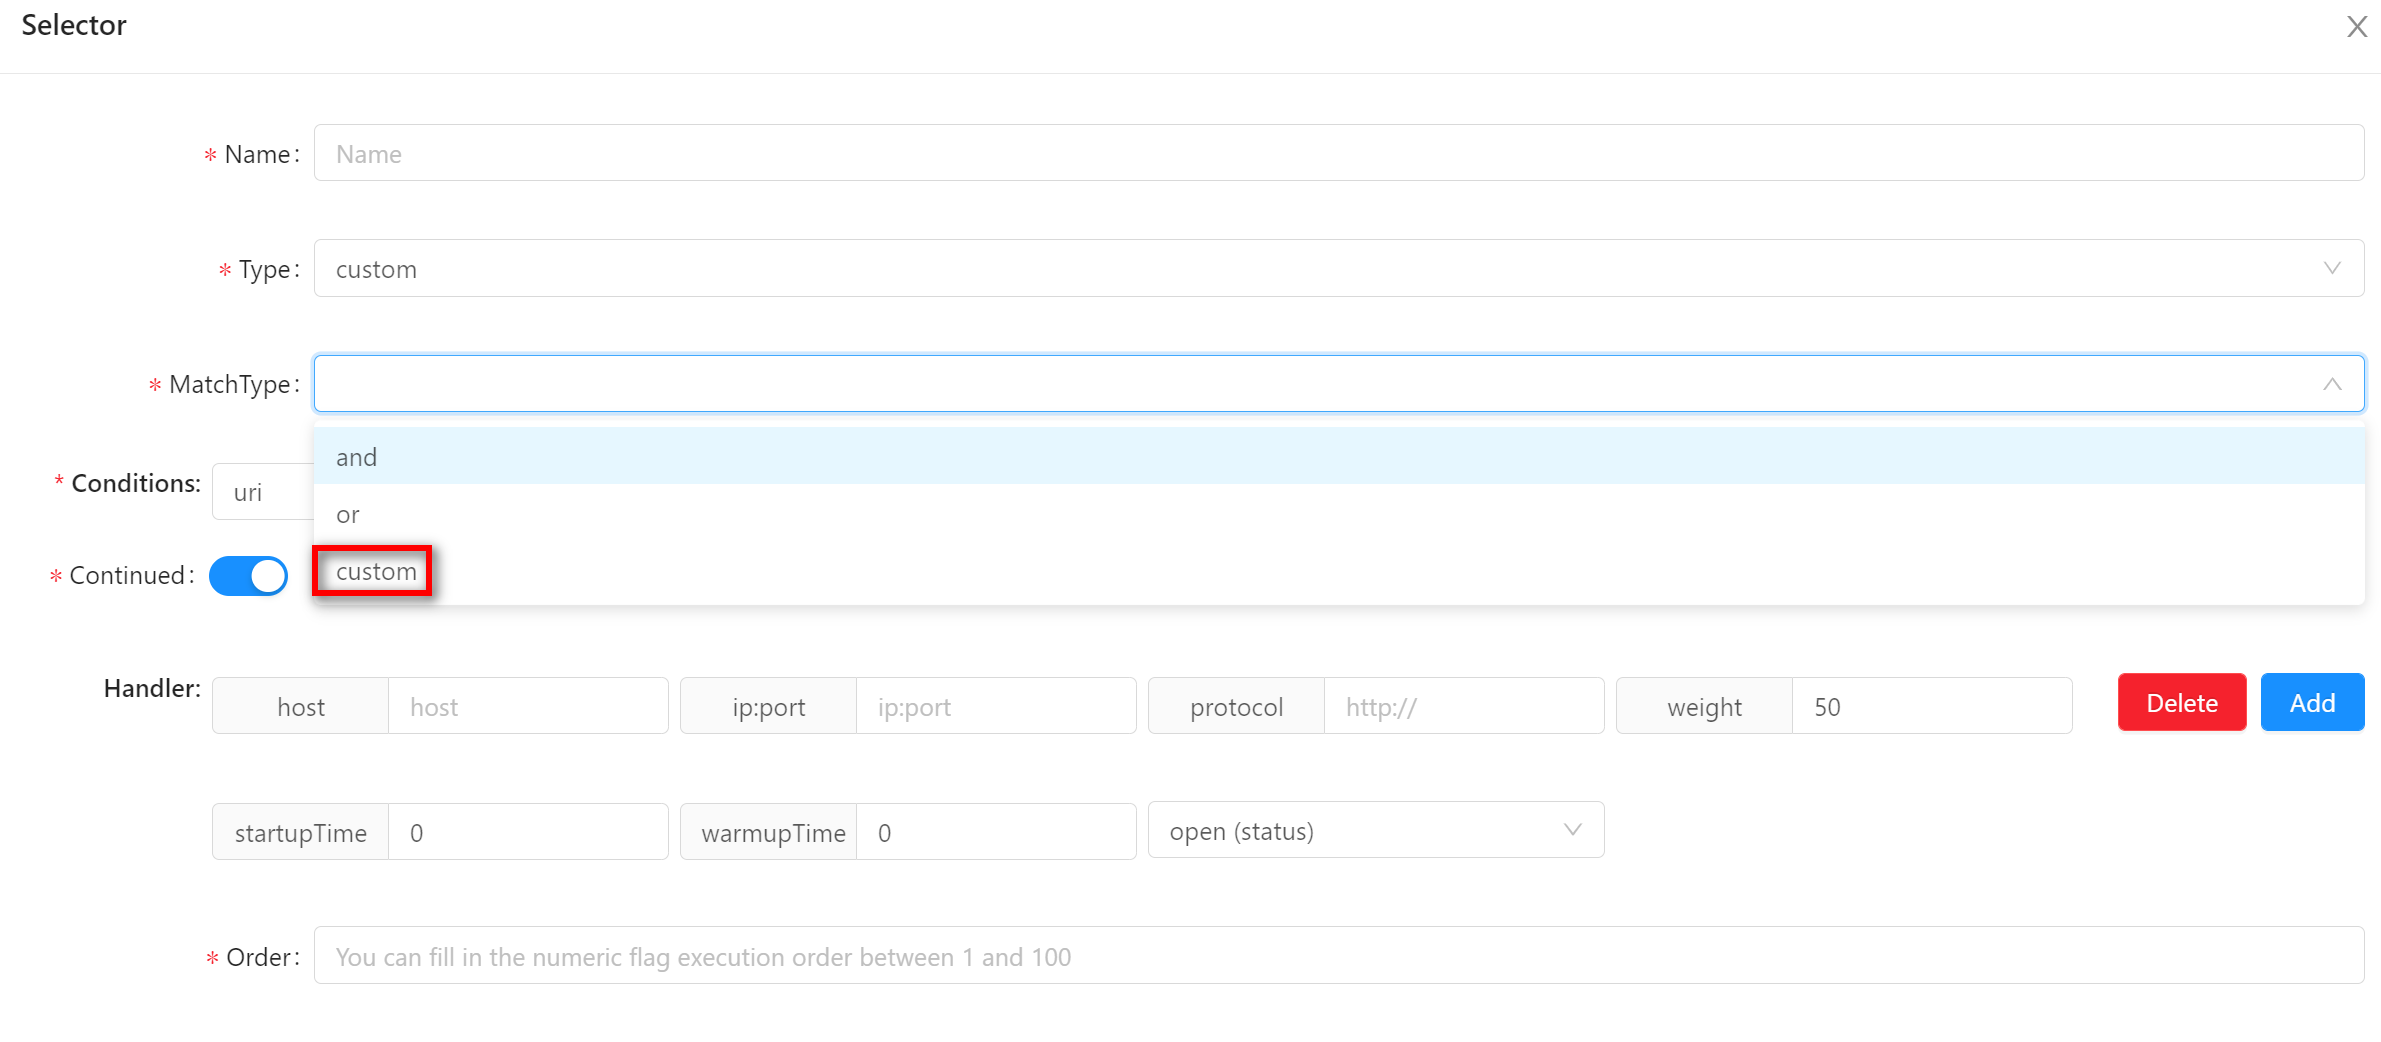 Selector
* Name: Name
* Type: custom
* MatchType:
and
* Conditions: uri
or
* Continued: custom
Handler: host host ip:port ip:port protocol http:// weight 50 Delete Add
startupTime 0 warmupTime 0 open (status)
* Order: You can fill in the numeric flag execution order between 1 and 100